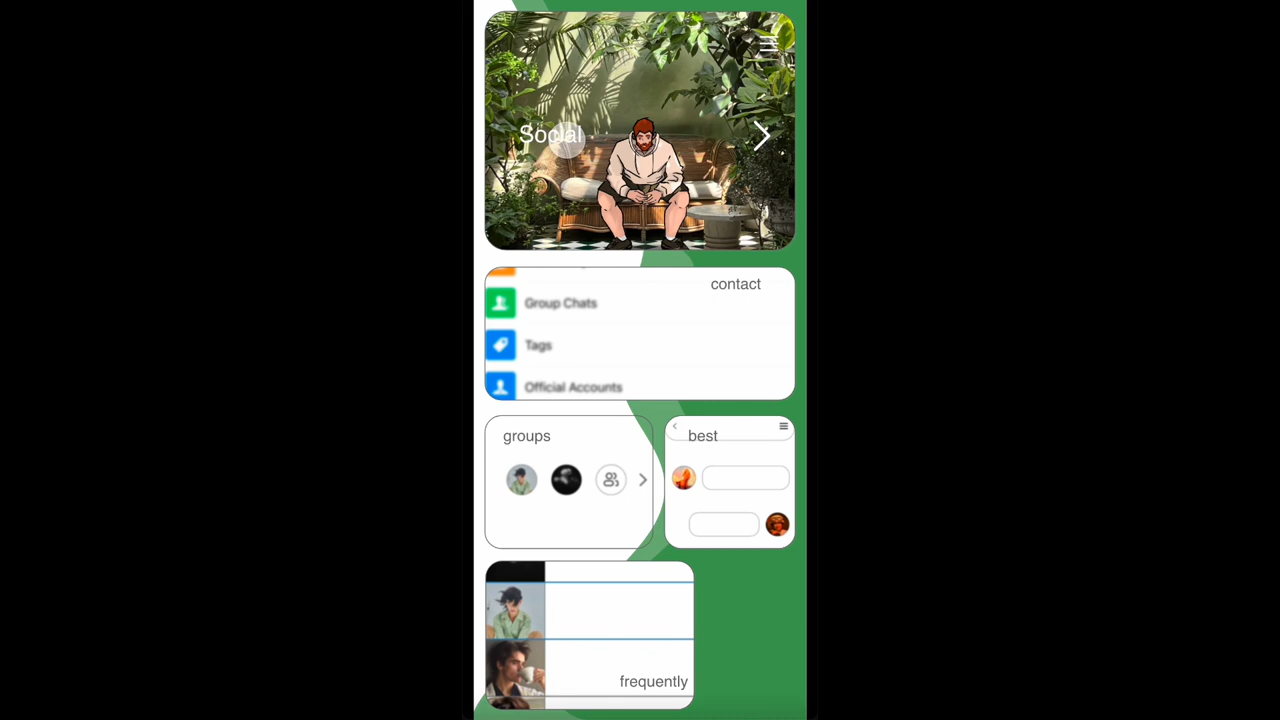 Social
contact
Group Chats
Tags
Official Accounts
groups
best
frequently